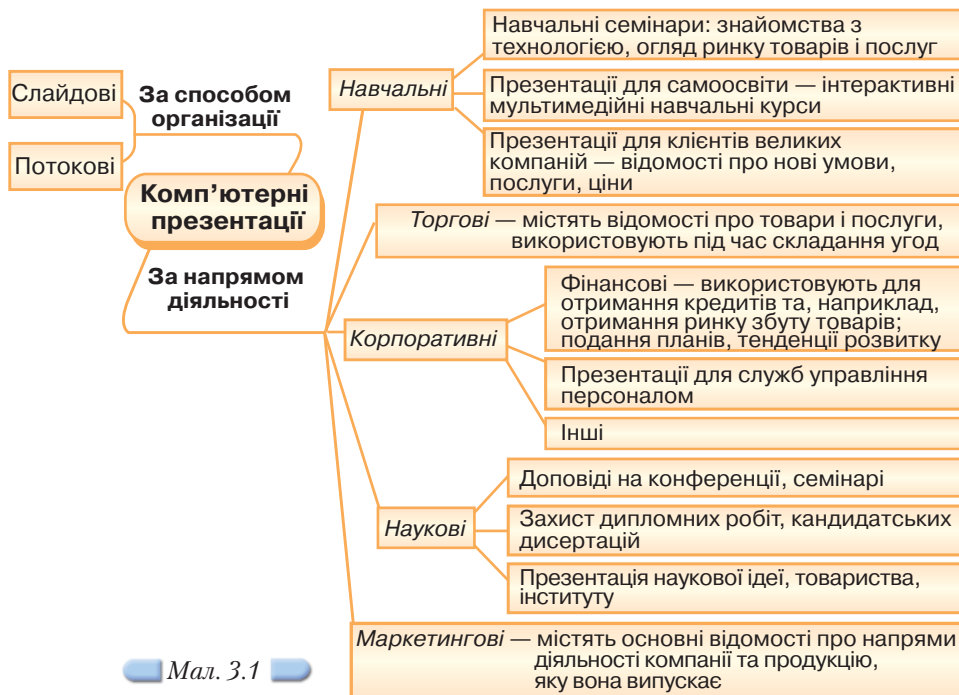 Комп’ютерні
презентації
За способом
організації
Слайдові
Потокові
За напрямом
діяльності
Навчальні
Навчальні семінари: знайомства з
технологією, огляд ринку товарів і послуг
Презентації для самоосвіти — інтерактивні
мультимедійні навчальні курси
Презентації для клієнтів великих
компаній — відомості про нові умови,
послуги, ціни
Торгові — містять відомості про товари і послуги,
використовують під час складання угод
Корпоративні
Фінансові — використовують для
отримання кредитів та, наприклад,
отримання ринку збуту товарів;
подання планів, тенденції розвитку
Презентації для служб управління
персоналом
Інші
Наукові
Доповіді на конференції, семінарі
Захист дипломних робіт, кандидатських
дисертацій
Презентація наукової ідеї, товариства,
інституту
Маркетингові — містять основні відомості про напрями
діяльності компанії та продукцію,
яку вона випускає
Мал. 3.1